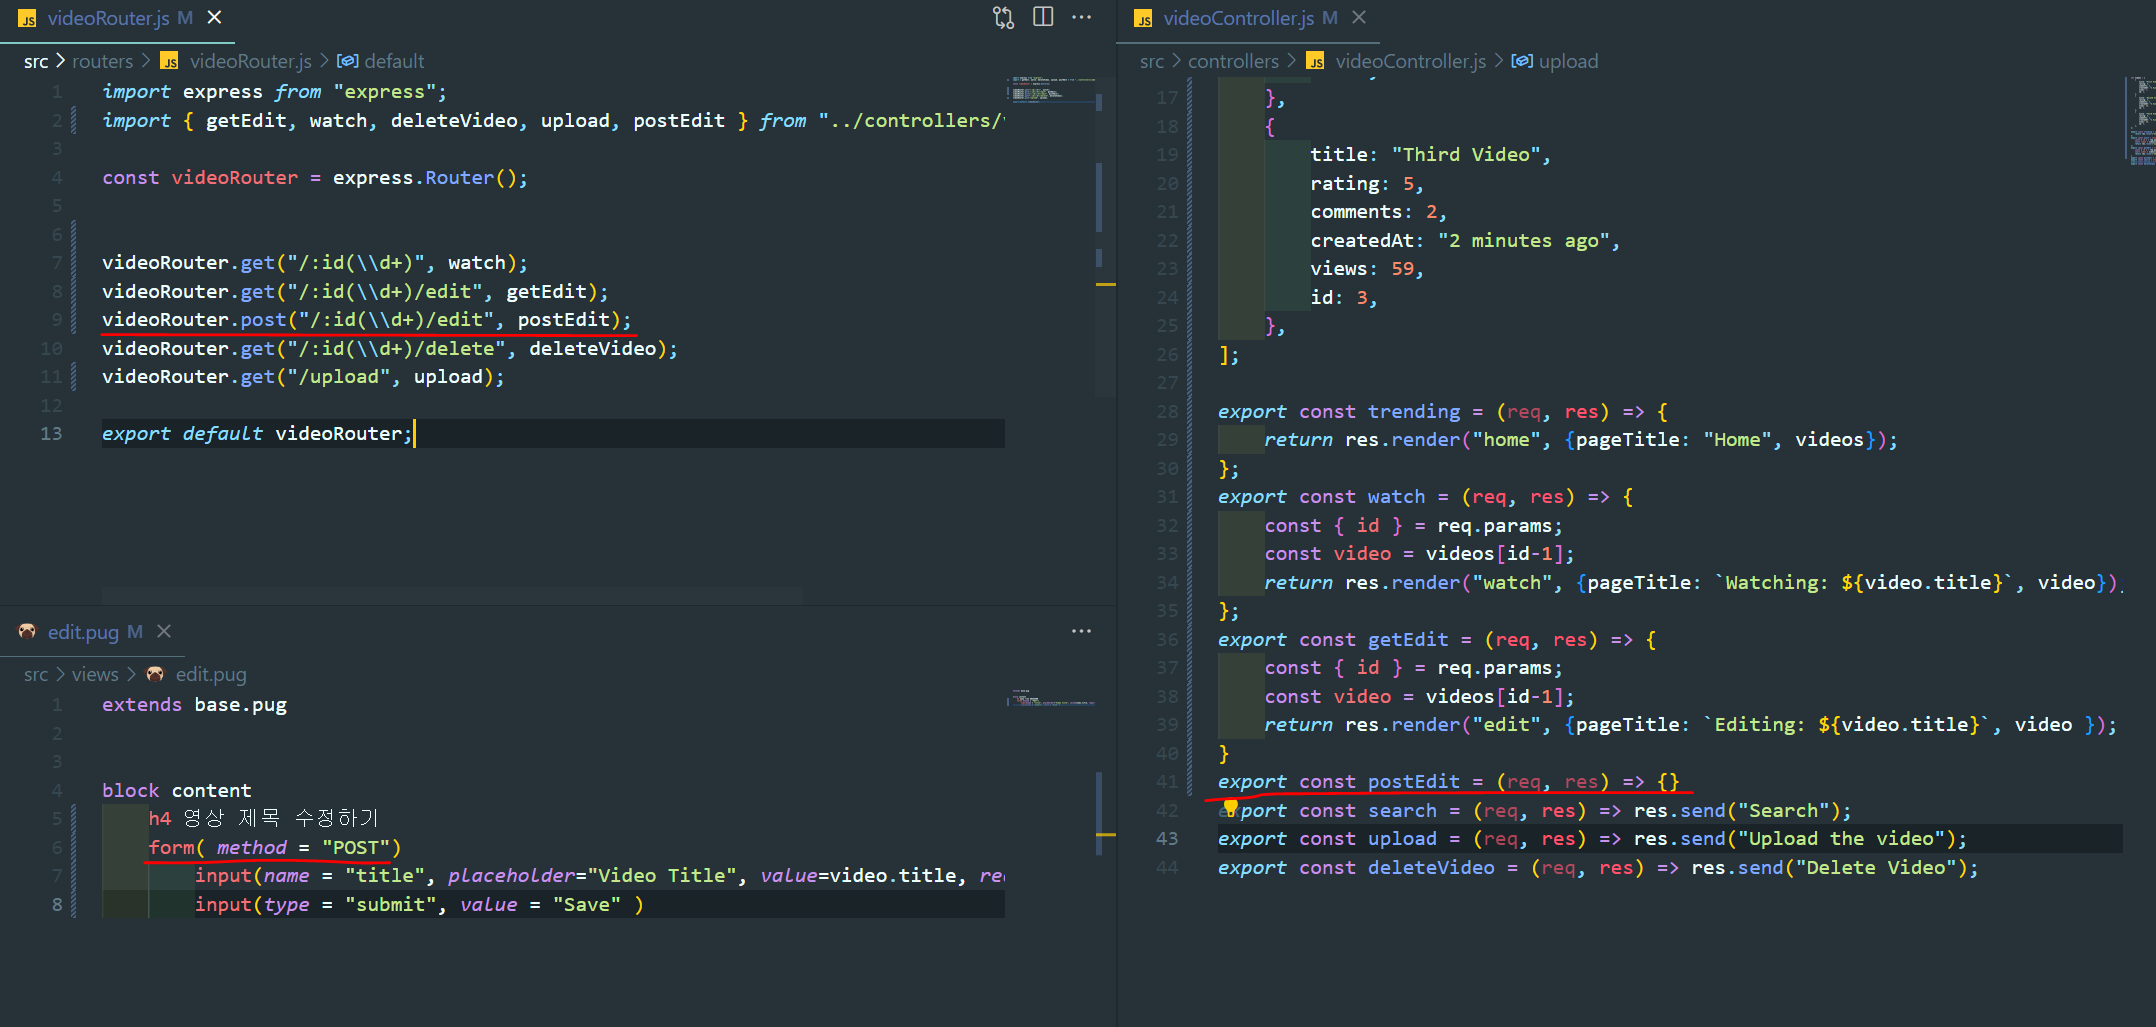 videoRouter.js M
src > routers > videoRouter.js > default
1 import express from "express";
2 import { getEdit, watch, deleteVideo, upload, postEdit } from "../controllers/
3
4 const videoRouter = express.Router();
5
6
7 videoRouter.get("/:id(\\d+)", watch);
8 videoRouter.get("/:id(\\d+)/edit", getEdit);
9 videoRouter.post("/:id(\\d+)/edit", postEdit);
10 videoRouter.get("/:id(\\d+)/delete", deleteVideo);
11 videoRouter.get("/upload", upload);
12
13 export default videoRouter;
edit.pug M
src > views > edit.pug
1 extends base.pug
2
3
4 block content
5 h4 영상 제목 수정하기
6 form( method = "POST")
7 input(name = "title", placeholder="Video Title", value=video.title,
8 input(type = "submit", value = "Save" )
videoController.js M
src > controllers > videoController.js > upload
17 },
18 {
19 title: "Third Video",
20 rating: 5,
21 comments: 2,
22 createdAt: "2 minutes ago",
23 views: 59,
24 id: 3,
25 },
26 ];
27
28 export const trending = (req, res) => {
29 return res.render("home", {pageTitle: "Home", videos});
30 };
31 export const watch = (req, res) => {
32 const { id } = req.params;
33 const video = videos[id-1];
34 return res.render("watch", {pageTitle: `Watching: ${video.title}`, video})
35 };
36 export const getEdit = (req, res) => {
37 const { id } = req.params;
38 const video = videos[id-1];
39 return res.render("edit", {pageTitle: `Editing: ${video.title}`, video });
40 }
41 export const postEdit = (req, res) => {}
42 export const search = (req, res) => res.send("Search");
43 export const upload = (req, res) => res.send("Upload the video");
44 export const deleteVideo = (req, res) => res.send("Delete Video");